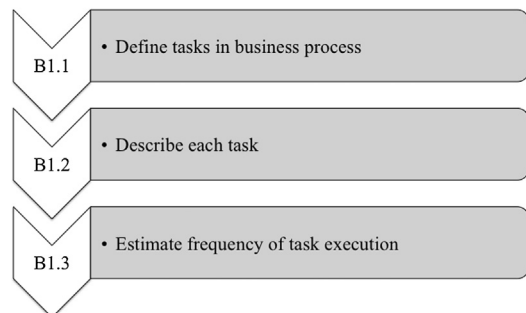 B1.1
• Define tasks in business process
B1.2
• Describe each task
B1.3
• Estimate frequency of task execution